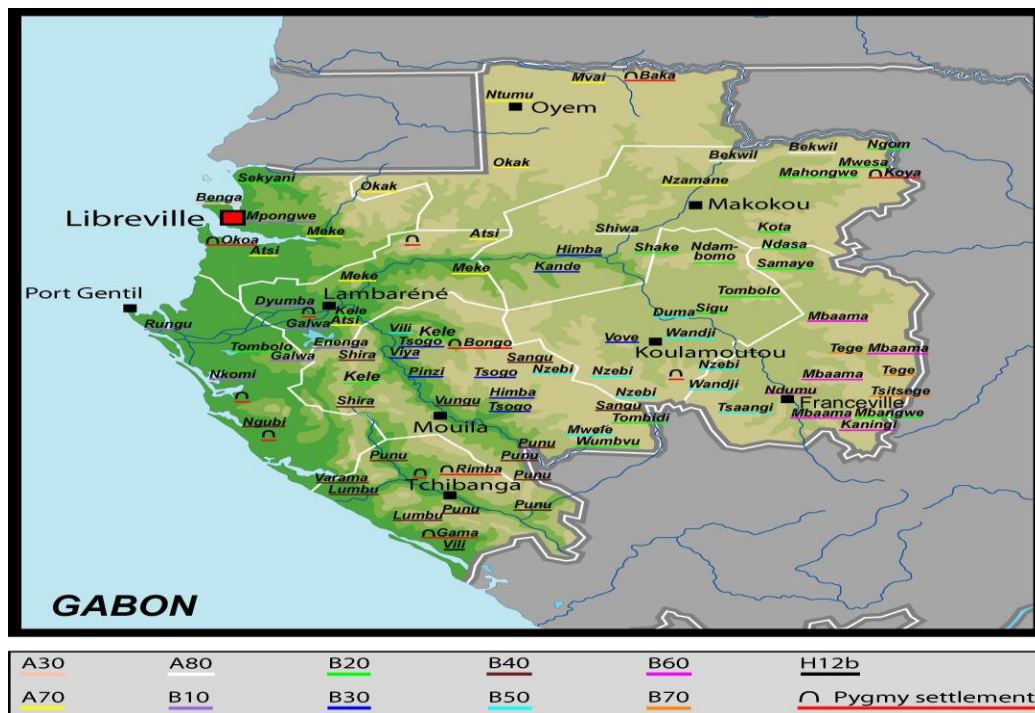 Mvai
Baka
Ntumu
Oyem
Bekwil
Bekwil
Ngom
Okak
Mwesa
Sekyani
Okak
Nzamane
Mahongwe
Koya
Benga
Libreville
Mpongwe
Makokou
Meke
Atsi
Shiwa
Kota
Okoa
Atsi
Himba
Shake
Ndam-
bomo
Ndasa
Samaye
Meke
Meke
Kande
Port Gentil
Dyumba
Lambaréné
Tombolo
Kele
Galwa
Atsi
Duma
Sigu
Mbaama
Rungu
Vili
Kele
Enenga
Tsogo
Bongo
Vove
Wandji
Tombolo
Galwa
Shira
Viya
Sangu
Koulamoutou
Tege
Mbaama
Nkomi
Kele
Pinzi
Tsogo
Nzebi
Nzebi
Nzebi
Mbaama
Tege
Wandji
Ndumu
Tsitsege
Shira
Vungu
Himba
Nzebi
Franceville
Tsogo
Sangu
Tsaangi
Mbaama
Mbangwe
Ngubi
Mouila
Tombidi
Kaningi
Mwele
Wumbvu
Punu
Punu
Varama
Rimba
Punu
Lumbu
Tchibanga
Lumbu
Punu
Punu
Gama
Vili
GABON
A30 A80 B20 B40 B60 H12b
A70 B10 B30 B50 B70 Pygmy settlement